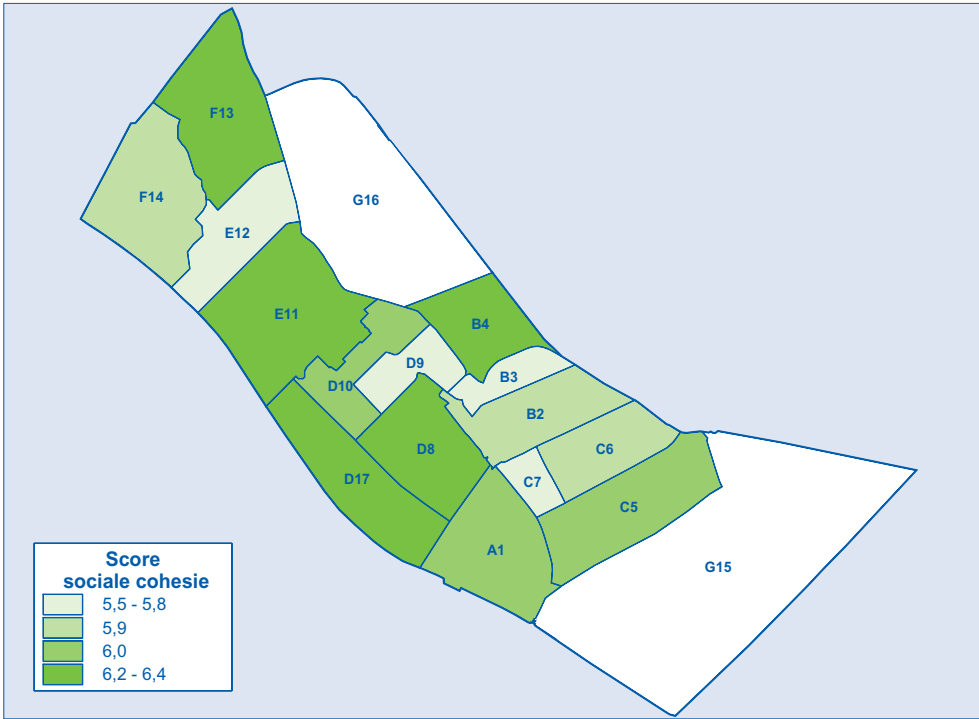 F13
F14
G16
E12
E11
B4
D9
B3
D10
B2
D8
C6
D17
C7
C5
A1
G15
Score
sociale cohesie
5,5 - 5,8
5,9
6,0
6,2 - 6,4